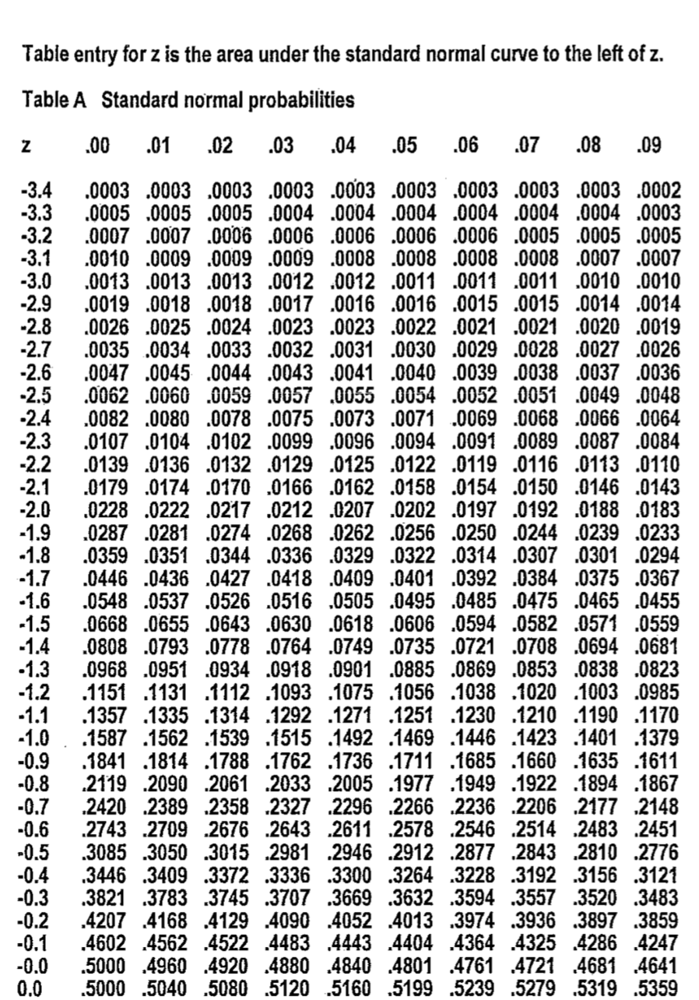 Table entry for z is the area under the standard normal curve to the left of z.
Table A Standard normal probabilities
z .00 .01 .02 .03 .04 .05 .06 .07 .08 .09
-3.4 .0003 .0003 .0003 .0003 .0003 .0003 .0003 .0003 .0003 .0002
-3.3 .0005 .0005 .0005 .0004 .0004 .0004 .0004 .0004 .0004 .0003
-3.2 .0007 .0007 .0006 .0006 .0006 .0006 .0006 .0005 .0005 .0005
-3.1 .0010 .0009 .0009 .0009 .0008 .0008 .0008 .0008 .0007 .0007
-3.0 .0013 .0013 .0013 .0012 .0012 .0011 .0011 .0011 .0010 .0010
-2.9 .0019 .0018 .0018 .0017 .0016 .0016 .0015 .0015 .0014 .0014
-2.8 .0026 .0025 .0024 .0023 .0023 .0022 .0021 .0021 .0020 .0019
-2.7 .0035 .0034 .0033 .0032 .0031 .0030 .0029 .0028 .0027 .0026
-2.6 .0047 .0045 .0044 .0043 .0041 .0040 .0039 .0038 .0037 .0036
-2.5 .0062 .0060 .0059 .0057 .0055 .0054 .0052 .0051 .0049 .0048
-2.4 .0082 .0080 .0078 .0075 .0073 .0071 .0069 .0068 .0066 .0064
-2.3 .0107 .0104 .0102 .0099 .0096 .0094 .0091 .0089 .0087 .0084
-2.2 .0139 .0136 .0132 .0129 .0125 .0122 .0119 .0116 .0113 .0110
-2.1 .0179 .0174 .0170 .0166 .0162 .0158 .0154 .0150 .0146 .0143
-2.0 .0228 .0222 .0217 .0212 .0207 .0202 .0197 .0192 .0188 .0183
-1.9 .0287 .0281 .0274 .0268 .0262 .0256 .0250 .0244 .0239 .0233
-1.8 .0359 .0351 .0344 .0336 .0329 .0322 .0314 .0307 .0301 .0294
-1.7 .0446 .0436 .0427 .0418 .0409 .0401 .0392 .0384 .0375 .0367
-1.6 .0548 .0537 .0526 .0516 .0505 .0495 .0485 .0475 .0465 .0455
-1.5 .0668 .0655 .0643 .0630 .0618 .0606 .0594 .0582 .0571 .0559
-1.4 .0808 .0793 .0778 .0764 .0749 .0735 .0721 .0708 .0694 .0681
-1.3 .0968 .0951 .0934 .0918 .0901 .0885 .0869 .0853 .0838 .0823
-1.2 .1151 .1131 .1112 .1093 .1075 .1056 .1038 .1020 .1003 .0985
-1.1 .1357 .1335 .1314 .1292 .1271 .1251 .1230 .1210 .1190 .1170
-1.0 .1587 .1562 .1539 .1515 .1492 .1469 .1446 .1423 .1401 .1379
-0.9 .1841 .1814 .1788 .1762 .1736 .1711 .1685 .1660 .1635 .1611
-0.8 .2119 .2090 .2061 .2033 .2005 .1977 .1949 .1922 .1894 .1867
-0.7 .2420 .2389 .2358 .2327 .2296 .2266 .2236 .2206 .2177 .2148
-0.6 .2743 .2709 .2676 .2643 .2611 .2578 .2546 .2514 .2483 .2451
-0.5 .3085 .3050 .3015 .2981 .2946 .2912 .2877 .2843 .2810 .2776
-0.4 .3446 .3409 .3372 .3336 .3300 .3264 .3228 .3192 .3156 .3121
-0.3 .3821 .3783 .3745 .3707 .3669 .3632 .3594 .3557 .3520 .3483
-0.2 .4207 .4168 .4129 .4090 .4052 .4013 .3974 .3936 .3897 .3859
-0.1 .4602 .4562 .4522 .4483 .4443 .4404 .4364 .4325 .4286 .4247
-0.0 .5000 .4960 .4920 .4880 .4840 .4801 .4761 .4721 .4681 .4641
0.0 .5000 .5040 .5080 .5120 .5160 .5199 .5239 .5279 .5319 .5359